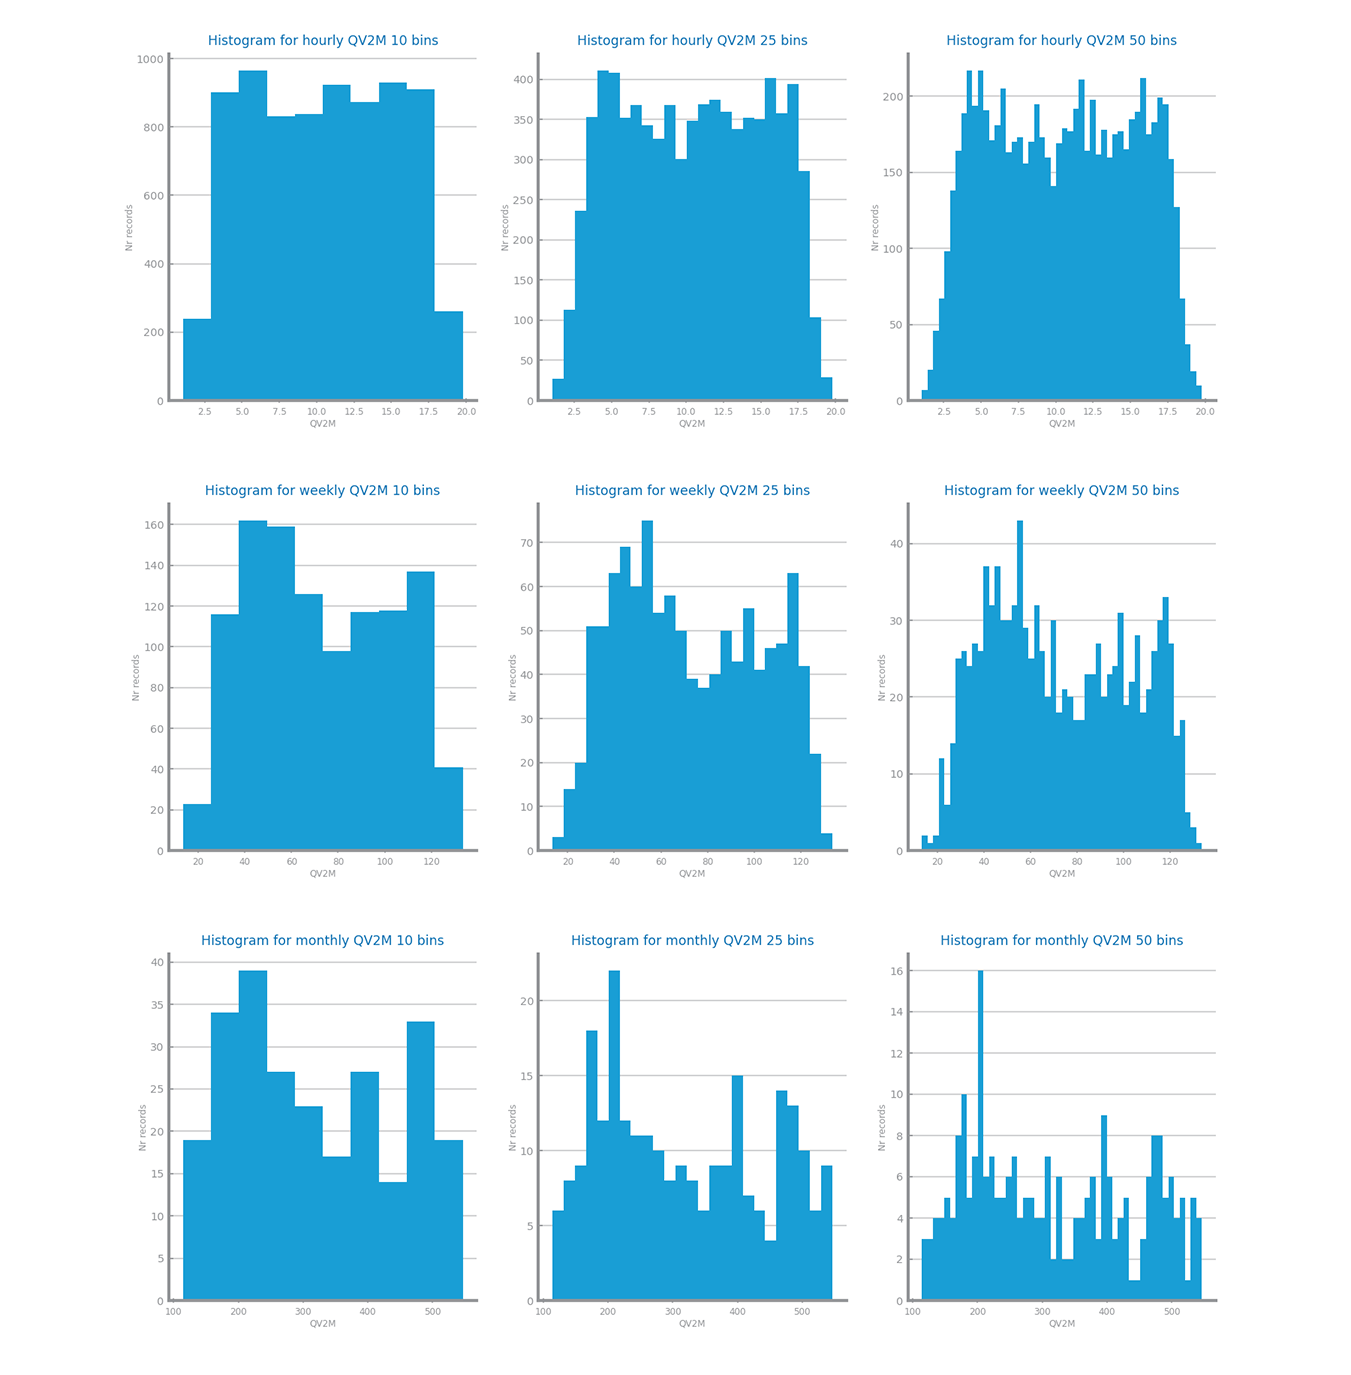 Histogram for hourly QV2M 10 bins
1000
800
600
400
200
0
Nr records
2.5 5.0 7.5 10.0 12.5 15.0 17.5 20.0
QV2M
Histogram for hourly QV2M 25 bins
400
350
300
250
200
150
100
50
0
Nr records
2.5 5.0 7.5 10.0 12.5 15.0 17.5 20.0
QV2M
Histogram for hourly QV2M 50 bins
200
150
100
50
0
Nr records
2.5 5.0 7.5 10.0 12.5 15.0 17.5 20.0
QV2M
Histogram for weekly QV2M 10 bins
160
140
120
100
80
60
40
20
0
Nr records
20 40 60 80 100 120
QV2M
Histogram for weekly QV2M 25 bins
70
60
50
40
30
20
10
0
Nr records
20 40 60 80 100 120
QV2M
Histogram for weekly QV2M 50 bins
40
30
20
10
0
Nr records
20 40 60 80 100 120
QV2M
Histogram for monthly QV2M 10 bins
40
35
30
25
20
15
10
5
0
Nr records
100 200 300 400 500
QV2M
Histogram for monthly QV2M 25 bins
20
15
10
5
0
Nr records
100 200 300 400 500
QV2M
Histogram for monthly QV2M 50 bins
16
14
12
10
8
6
4
2
0
Nr records
100 200 300 400 500
QV2M